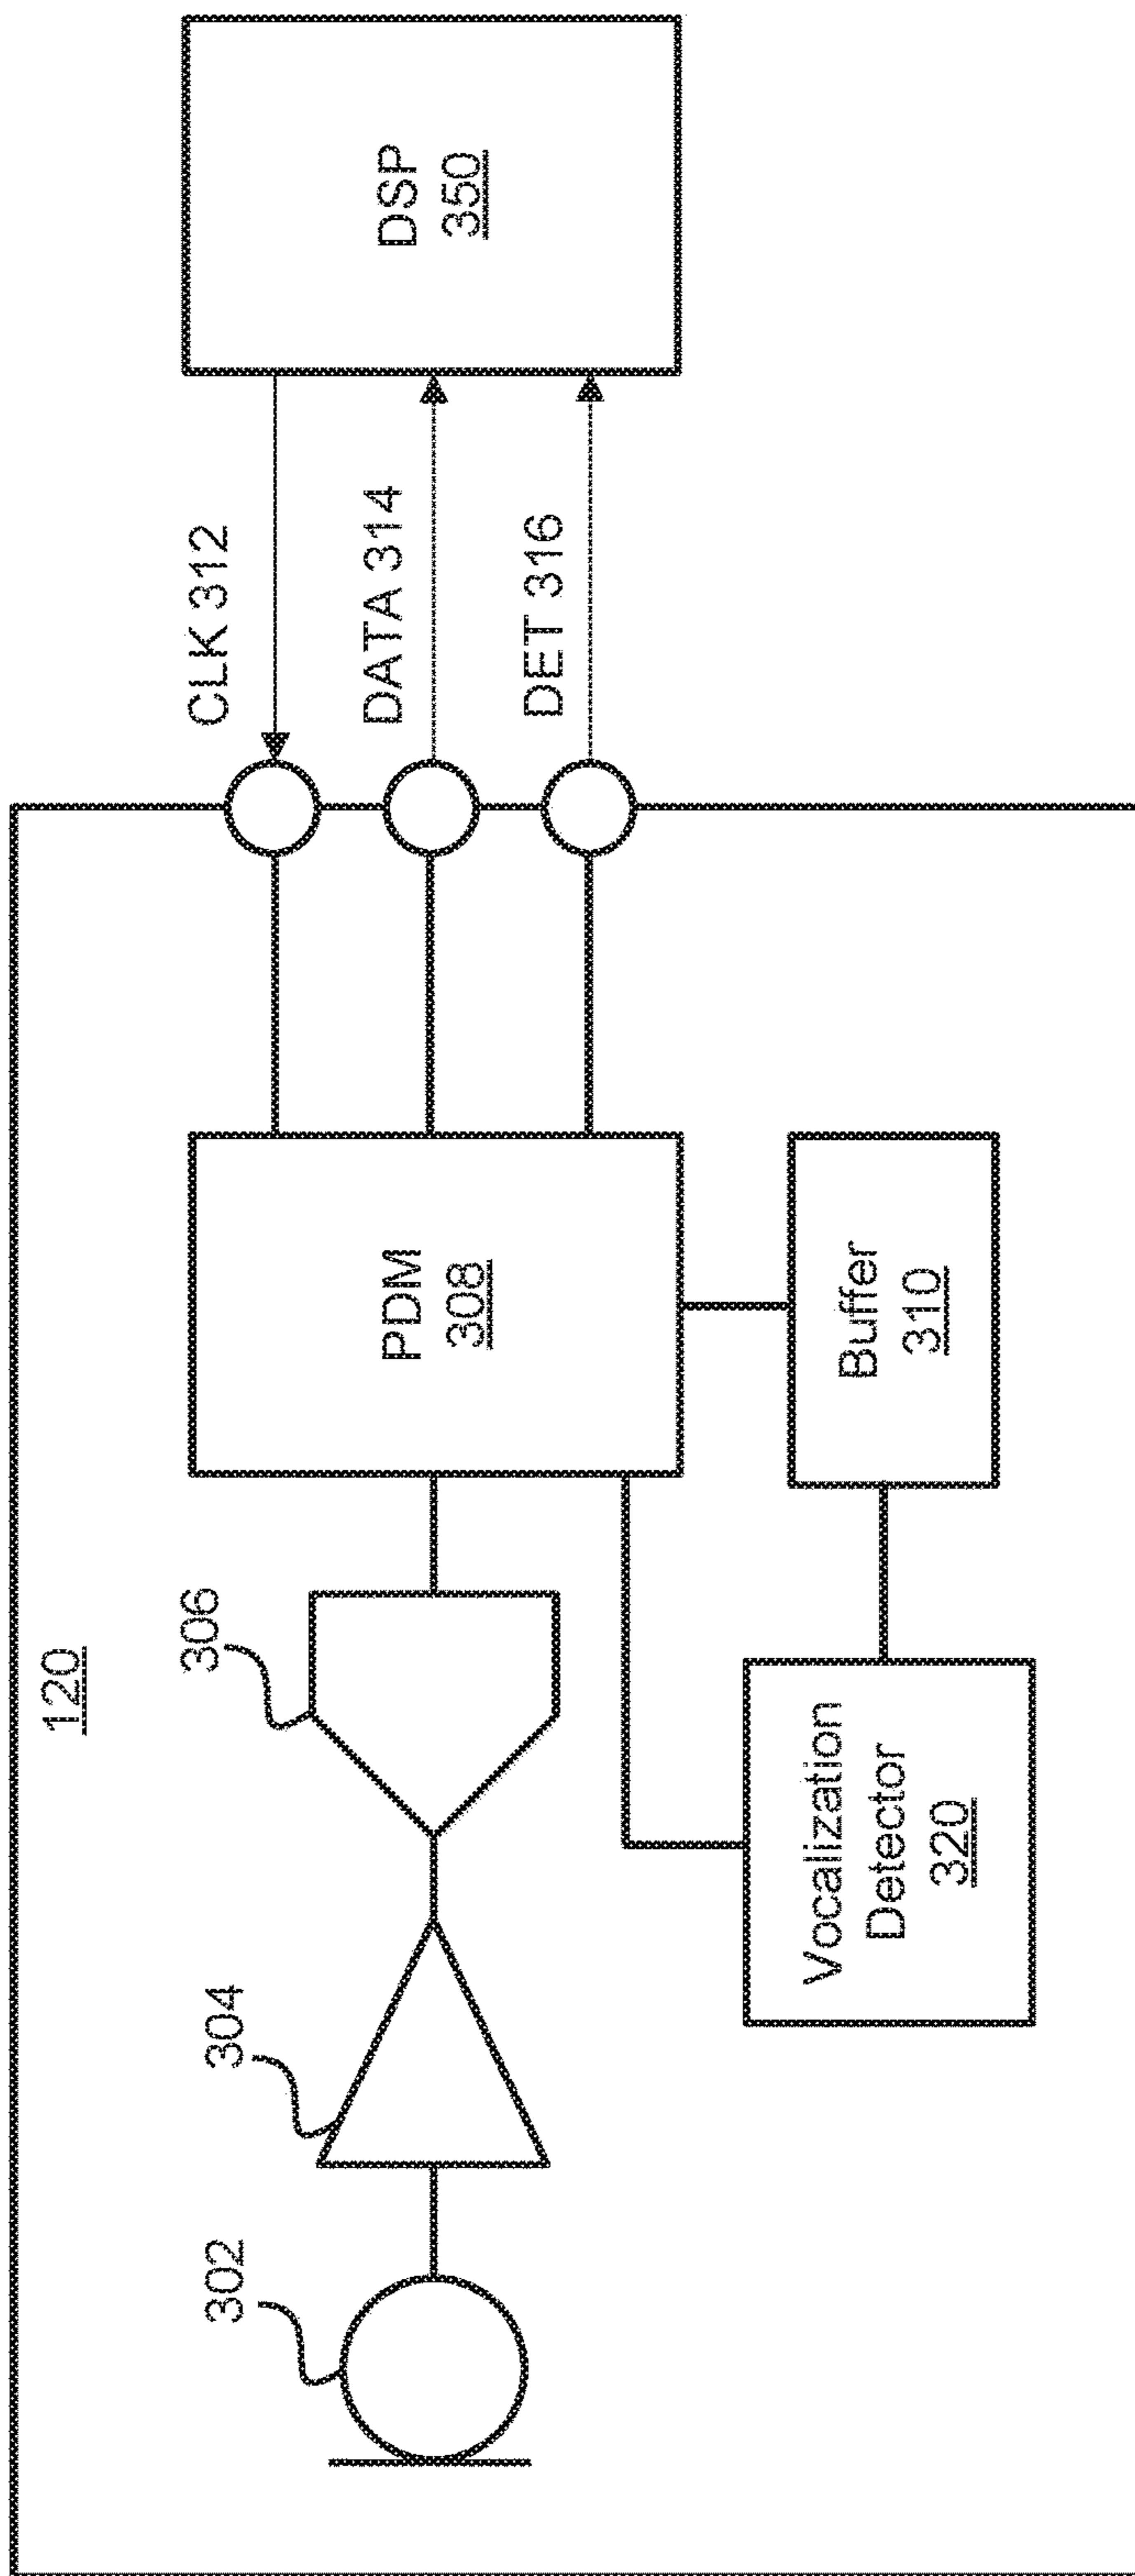 120
302
304
306
PDM
308
CLK 312
DATA 314
DET 316
DSP
350
Vocalization
Detector
320
Buffer
310